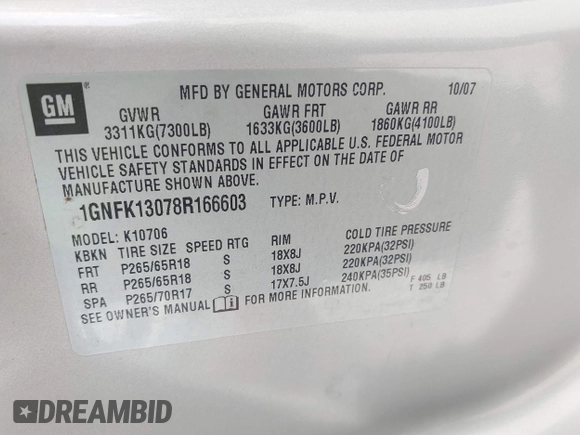 GM ®
MFD BY GENERAL MOTORS CORP. 10/07
GVWR GAWR FRT GAWR RR
3311KG(7300LB) 1633KG(3600LB) 1860KG(4100LB)
THIS VEHICLE CONFORMS TO ALL APPLICABLE U.S. FEDERAL MOTOR
VEHICLE SAFETY STANDARDS IN EFFECT ON THE DATE OF
MANUFACTURE SHOWN ABOVE.
1GNFK13078R166603 TYPE: M.P.V.
MODEL: K10706
KBKN TIRE SIZE SPEED RTG RIM COLD TIRE PRESSURE
FRT P265/65R18 S 18X8J 220KPA(32PSI)
RR P265/65R18 S 18X8J 220KPA(32PSI)
SPA P265/70R17 S 17X7.5J 240KPA(35PSI) F 405 LB
T 250 LB
SEE OWNER'S MANUAL i FOR MORE INFORMATION.
DREAMBID